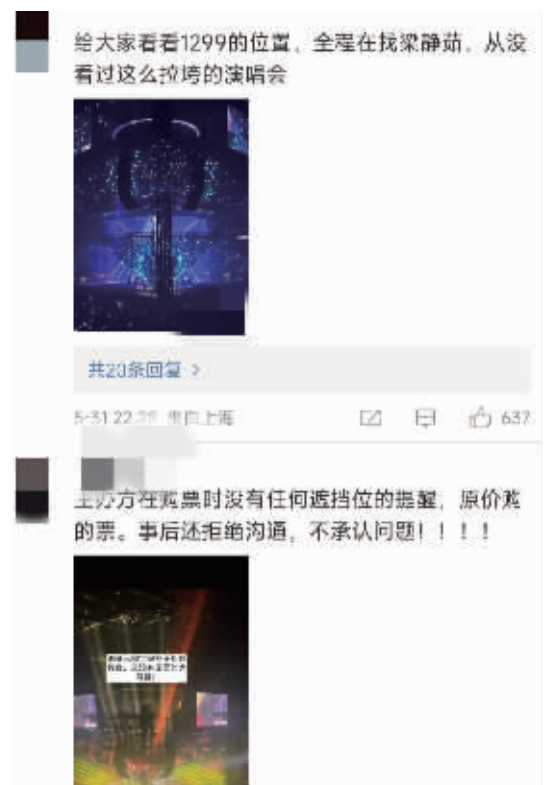 给大家看看1299的位置，全程在找梁静茹，从没
看过这么拉垮的演唱会
共20条回复 >
5-31 22: 来自上海
637
主办方在购票时没有任何遮挡位的提醒，原价购
的票。事后还拒绝沟通，不承认问题！！！！